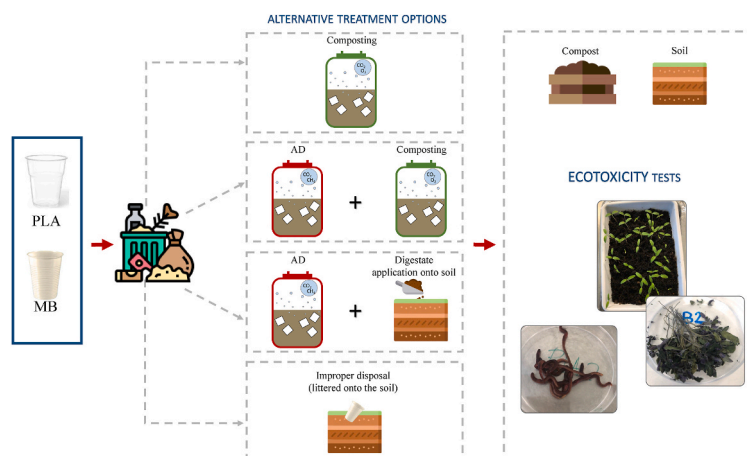 ALTERNATIVE TREATMENT OPTIONS
PLA
MB
Composting
CO2
O2
AD
CO2
CH4
+
Composting
CO2
O2
AD
CO2
CH4
+
Digestate
application onto soil
Improper disposal
(littered onto the soil)
Compost
Soil
ECOTOXICITY TESTS
B2